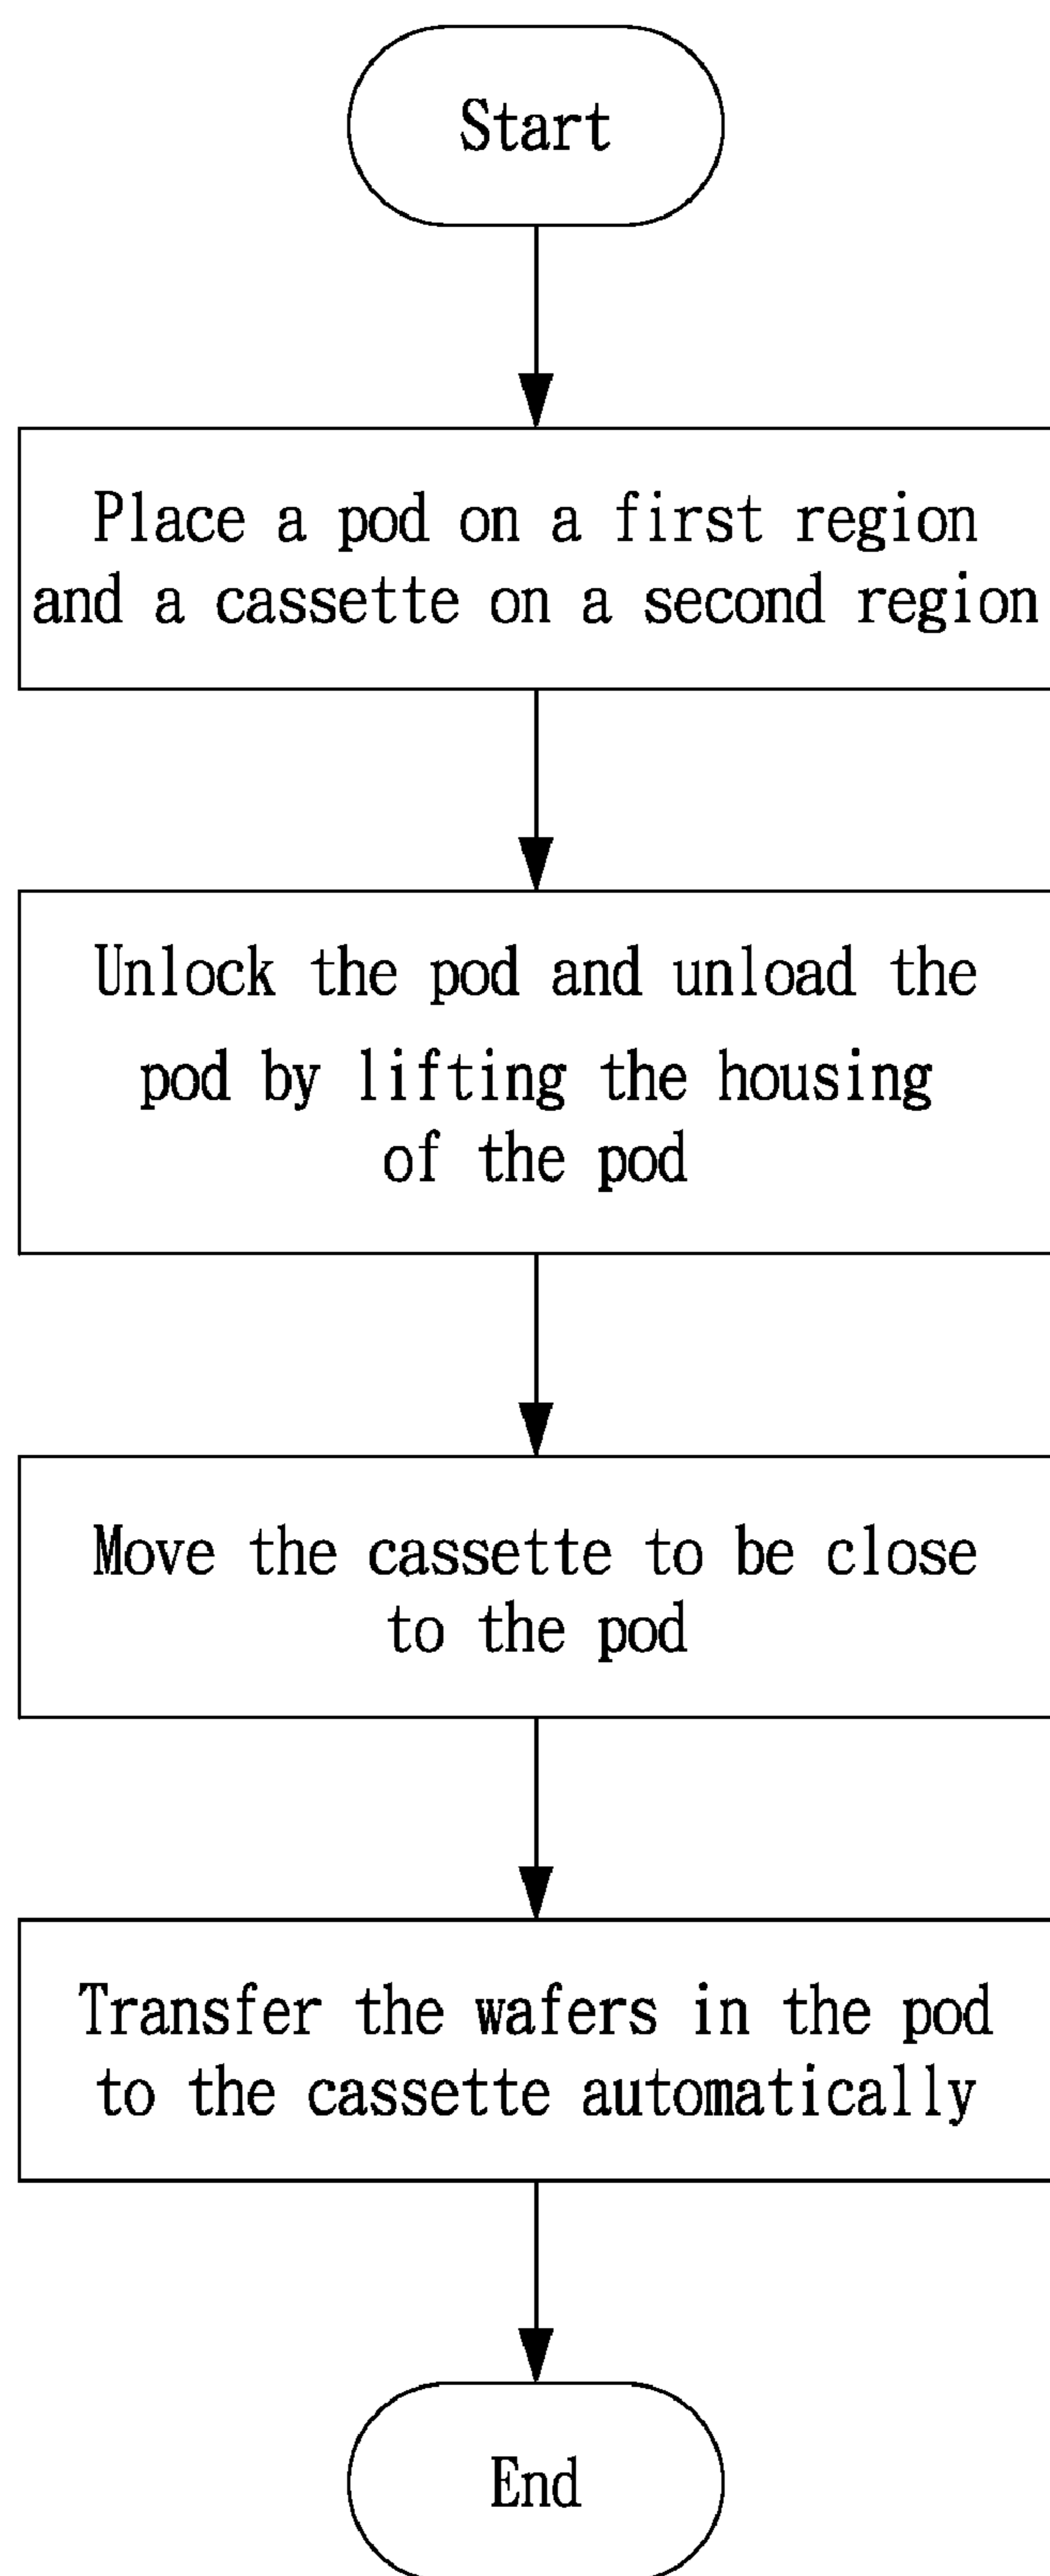 Start
Place a pod on a first region
and a cassette on a second region
Unlock the pod and unload the
pod by lifting the housing
of the pod
Move the cassette to be close
to the pod
Transfer the wafers in the pod
to the cassette automatically
End